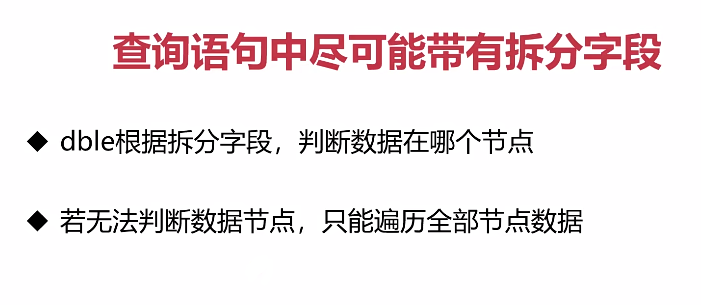 查询语句中尽可能带有拆分字段
◆ dble根据拆分字段，判断数据在哪个节点
◆ 若无法判断数据节点，只能遍历全部节点数据